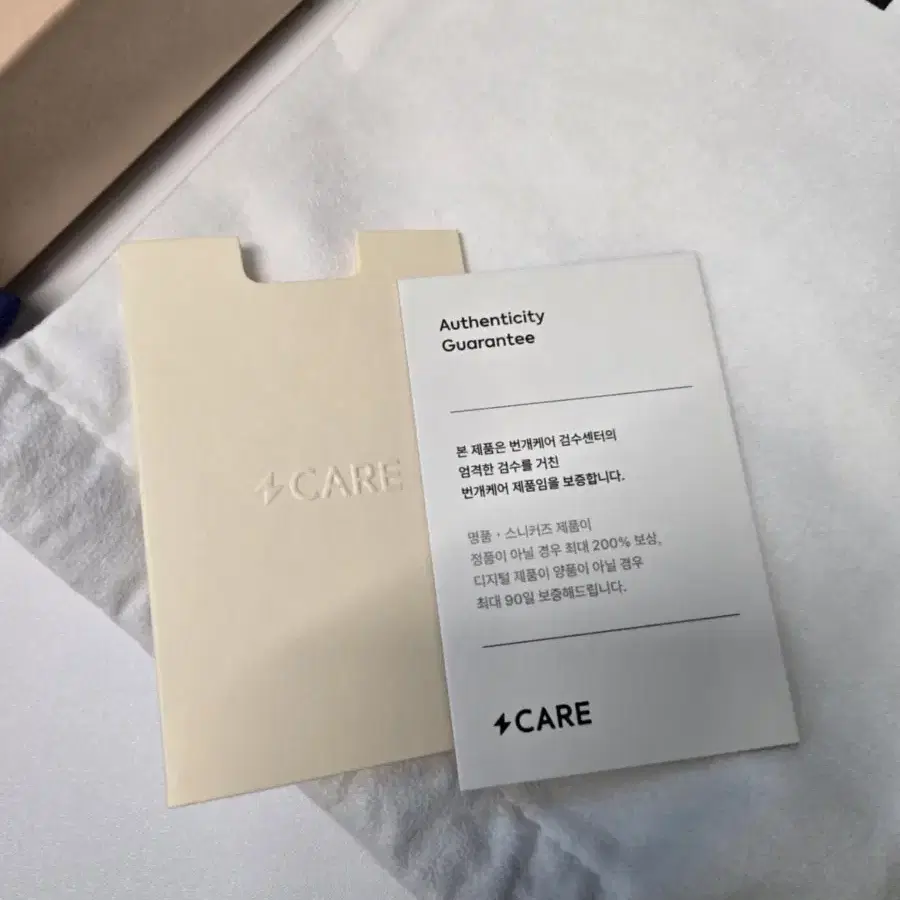 CARE
Authenticity
Guarantee
본 제품은 번개케어 검수센터의
엄격한 검수를 거친
번개케어 제품임을 보증합니다.
명품 · 스니커즈 제품이
정품이 아닐 경우 최대 200% 보상,
디지털 제품이 양품이 아닐 경우
최대 90일 보증해드립니다.
CARE